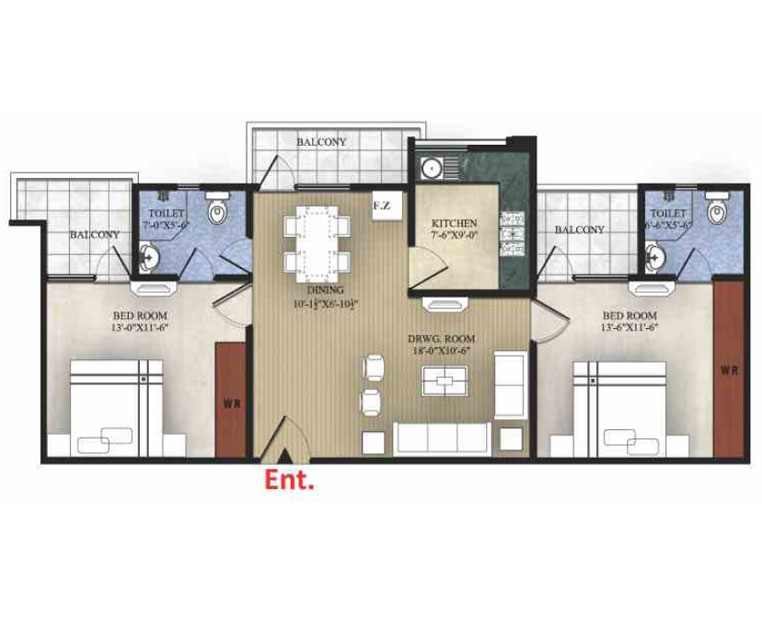 BALCONY
BALCONY
TOILET
7'-0"X5'-6"
F.Z
KITCHEN
7'-6"X9'-0"
BALCONY
TOILET
6'-6"X5'-6"
DINING
10'-1½"X6'-10½"
BED ROOM
13'-0"X11'-6"
DRWG. ROOM
18'-0"X10'-6"
BED ROOM
13'-6"X11'-6"
WR
WR
Ent.